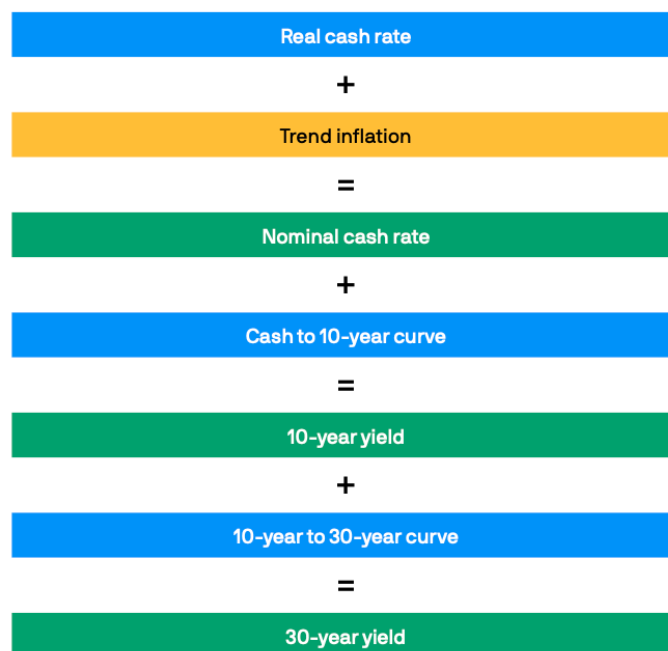 Real cash rate
+
Trend inflation
=
Nominal cash rate
+
Cash to 10-year curve
=
10-year yield
+
10-year to 30-year curve
=
30-year yield